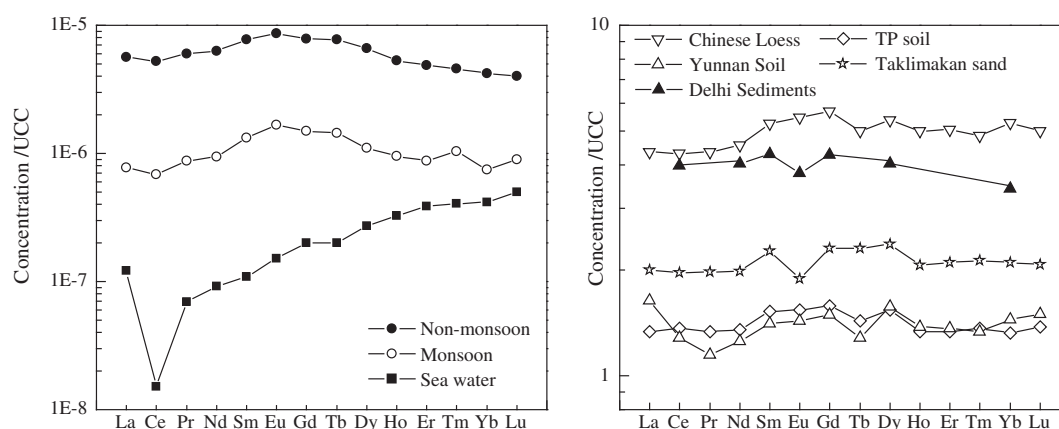 1E-5
1E-6
1E-7
1E-8
Concentration /UCC
Non-monsoon
Monsoon
Sea water
La Ce Pr Nd Sm Eu Gd Tb Dy Ho Er Tm Yb Lu
10
1
Concentration /UCC
Chinese Loess
TP soil
Yunnan Soil
Taklimakan sand
Delhi Sediments
La Ce Pr Nd Sm Eu Gd Tb Dy Ho Er Tm Yb Lu